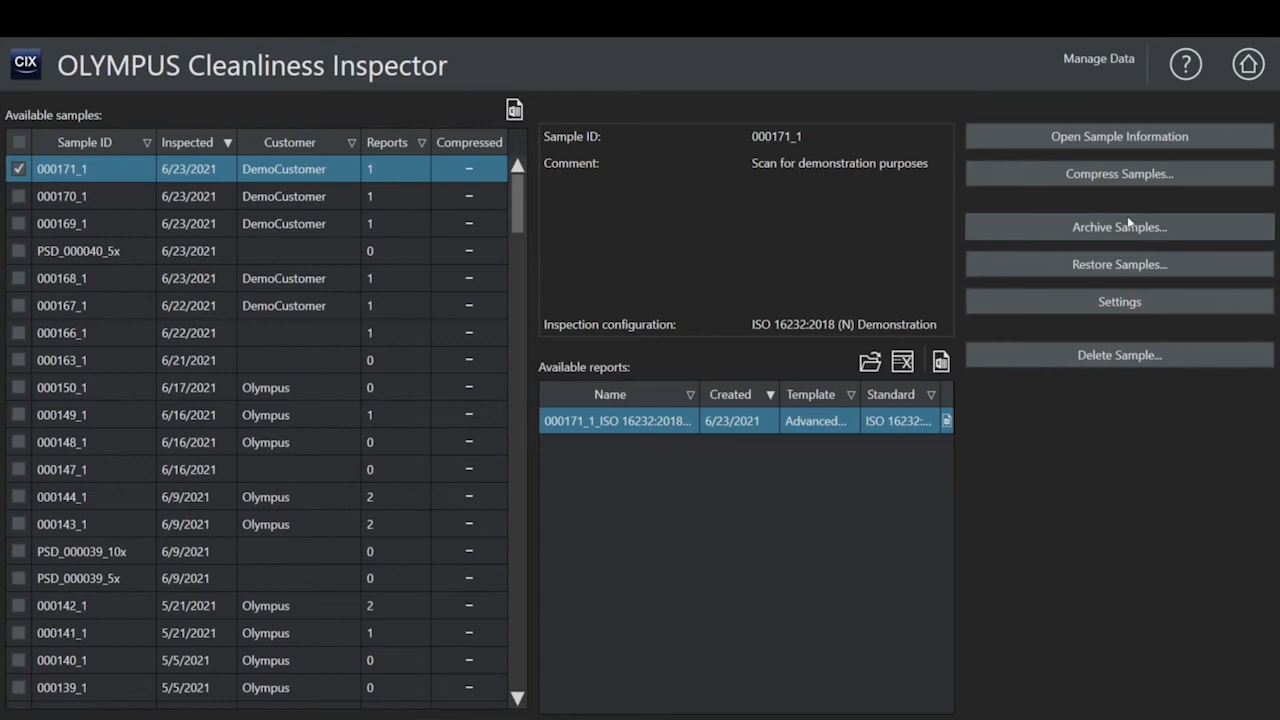 CIX OLYMPUS Cleanliness Inspector
Manage Data
?
Available samples:
Sample ID Inspected Customer Reports Compressed
000171_1 6/23/2021 DemoCustomer 1 –
000170_1 6/23/2021 DemoCustomer 1 –
000169_1 6/23/2021 DemoCustomer 1 –
PSD_000040_5x 6/23/2021 0 –
000168_1 6/23/2021 DemoCustomer 1 –
000167_1 6/22/2021 DemoCustomer 1 –
000166_1 6/22/2021 1 –
000163_1 6/21/2021 0 –
000150_1 6/17/2021 Olympus 0 –
000149_1 6/16/2021 Olympus 1 –
000148_1 6/16/2021 Olympus 0 –
000147_1 6/16/2021 0 –
000144_1 6/9/2021 Olympus 2 –
000143_1 6/9/2021 Olympus 2 –
PSD_000039_10x 6/9/2021 0 –
PSD_000039_5x 6/9/2021 0 –
000142_1 5/21/2021 Olympus 2 –
000141_1 5/21/2021 Olympus 1 –
000140_1 5/5/2021 Olympus 0 –
000139_1 5/5/2021 Olympus 0 –
Sample ID: 000171_1
Comment: Scan for demonstration purposes
Inspection configuration: ISO 16232:2018 (N) Demonstration
Available reports:
Name Created Template Standard
000171_1_ISO 16232:2018... 6/23/2021 Advanced... ISO 16232:...
Open Sample Information
Compress Samples...
Archive Samples...
Restore Samples...
Settings
Delete Sample...